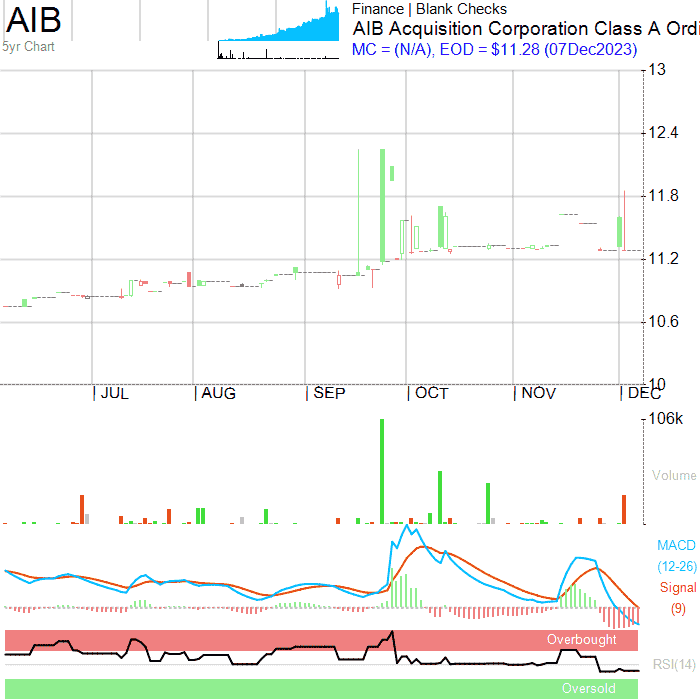 AIB
5yr Chart
Finance | Blank Checks
AIB Acquisition Corporation Class A Ordi
MC = (N/A), EOD = $11.28 (07Dec2023)
13
12.4
11.8
11.2
10.6
10
JUL AUG SEP OCT NOV DEC
106k
Volume
MACD
(12-26)
Signal
(9)
Overbought
RSI(14)
Oversold